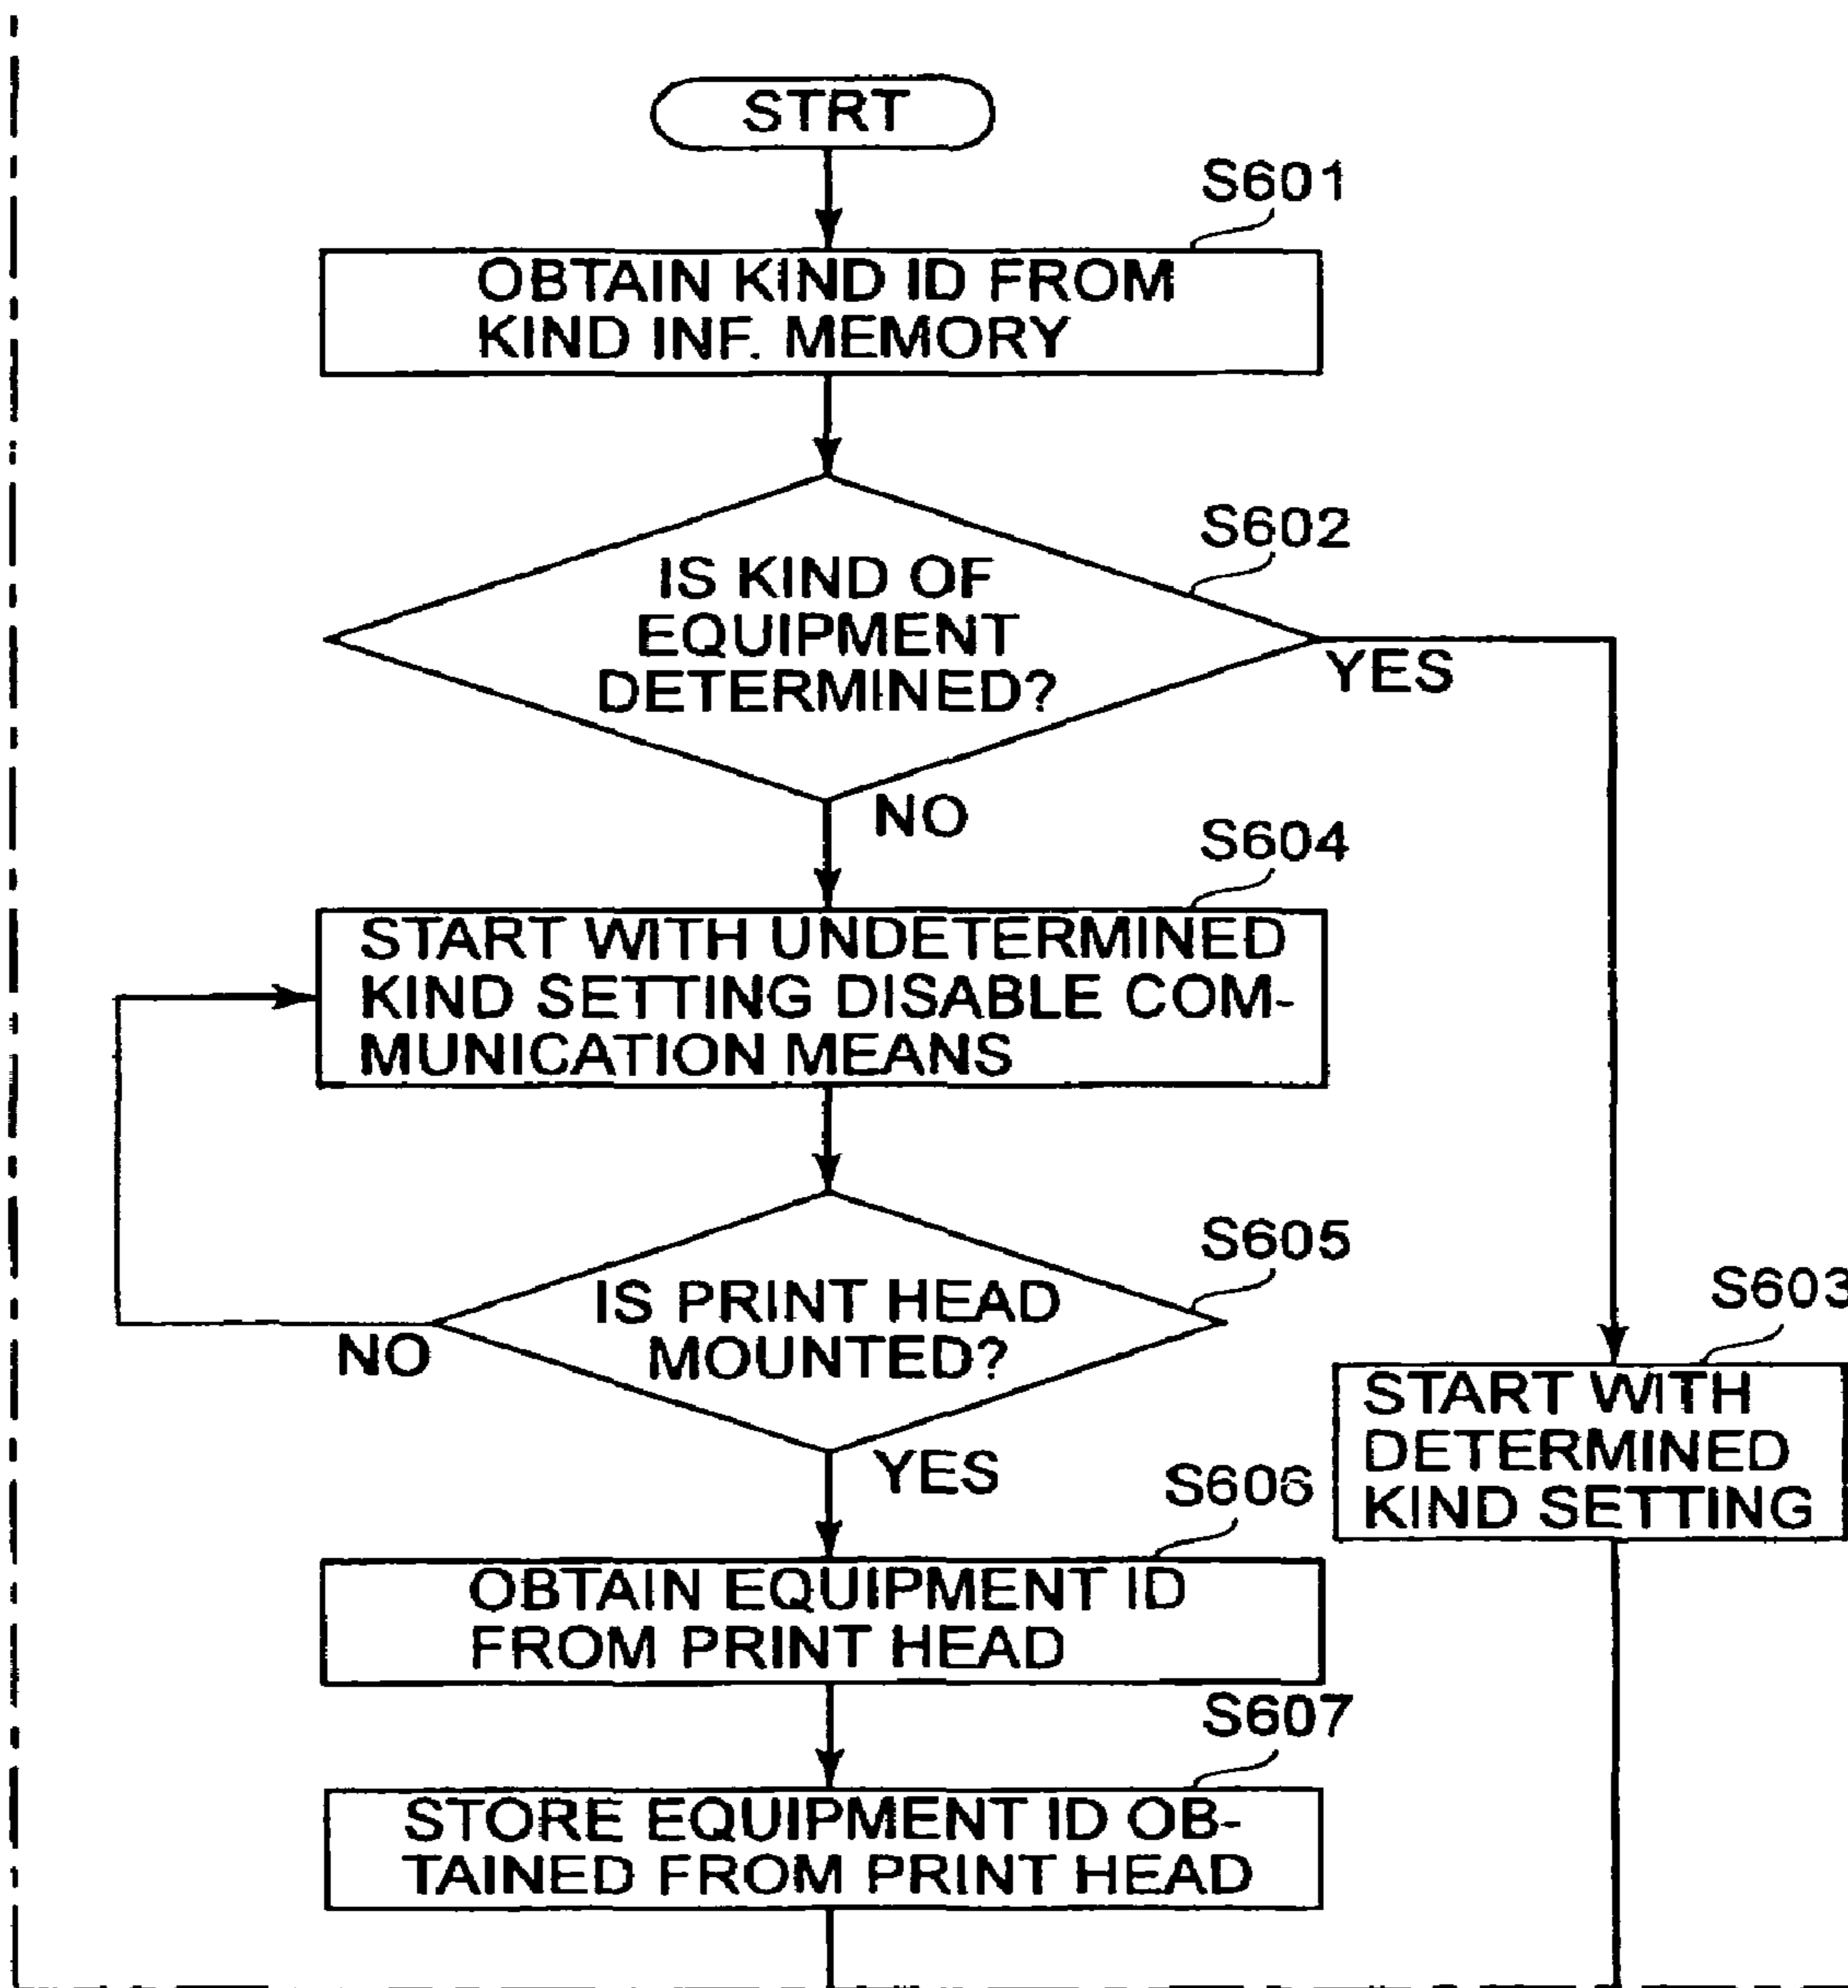 STRT
S601
OBTAIN KIND ID FROM
KIND INF. MEMORY
S602
IS KIND OF
EQUIPMENT
DETERMINED?
YES
NO
S604
START WITH UNDETERMINED
KIND SETTING DISABLE COM-
MUNICATION MEANS
S605
IS PRINT HEAD
MOUNTED?
NO
YES
S603
START WITH
DETERMINED
KIND SETTING
S606
OBTAIN EQUIPMENT ID
FROM PRINT HEAD
S607
STORE EQUIPMENT ID OB-
TAINED FROM PRINT HEAD